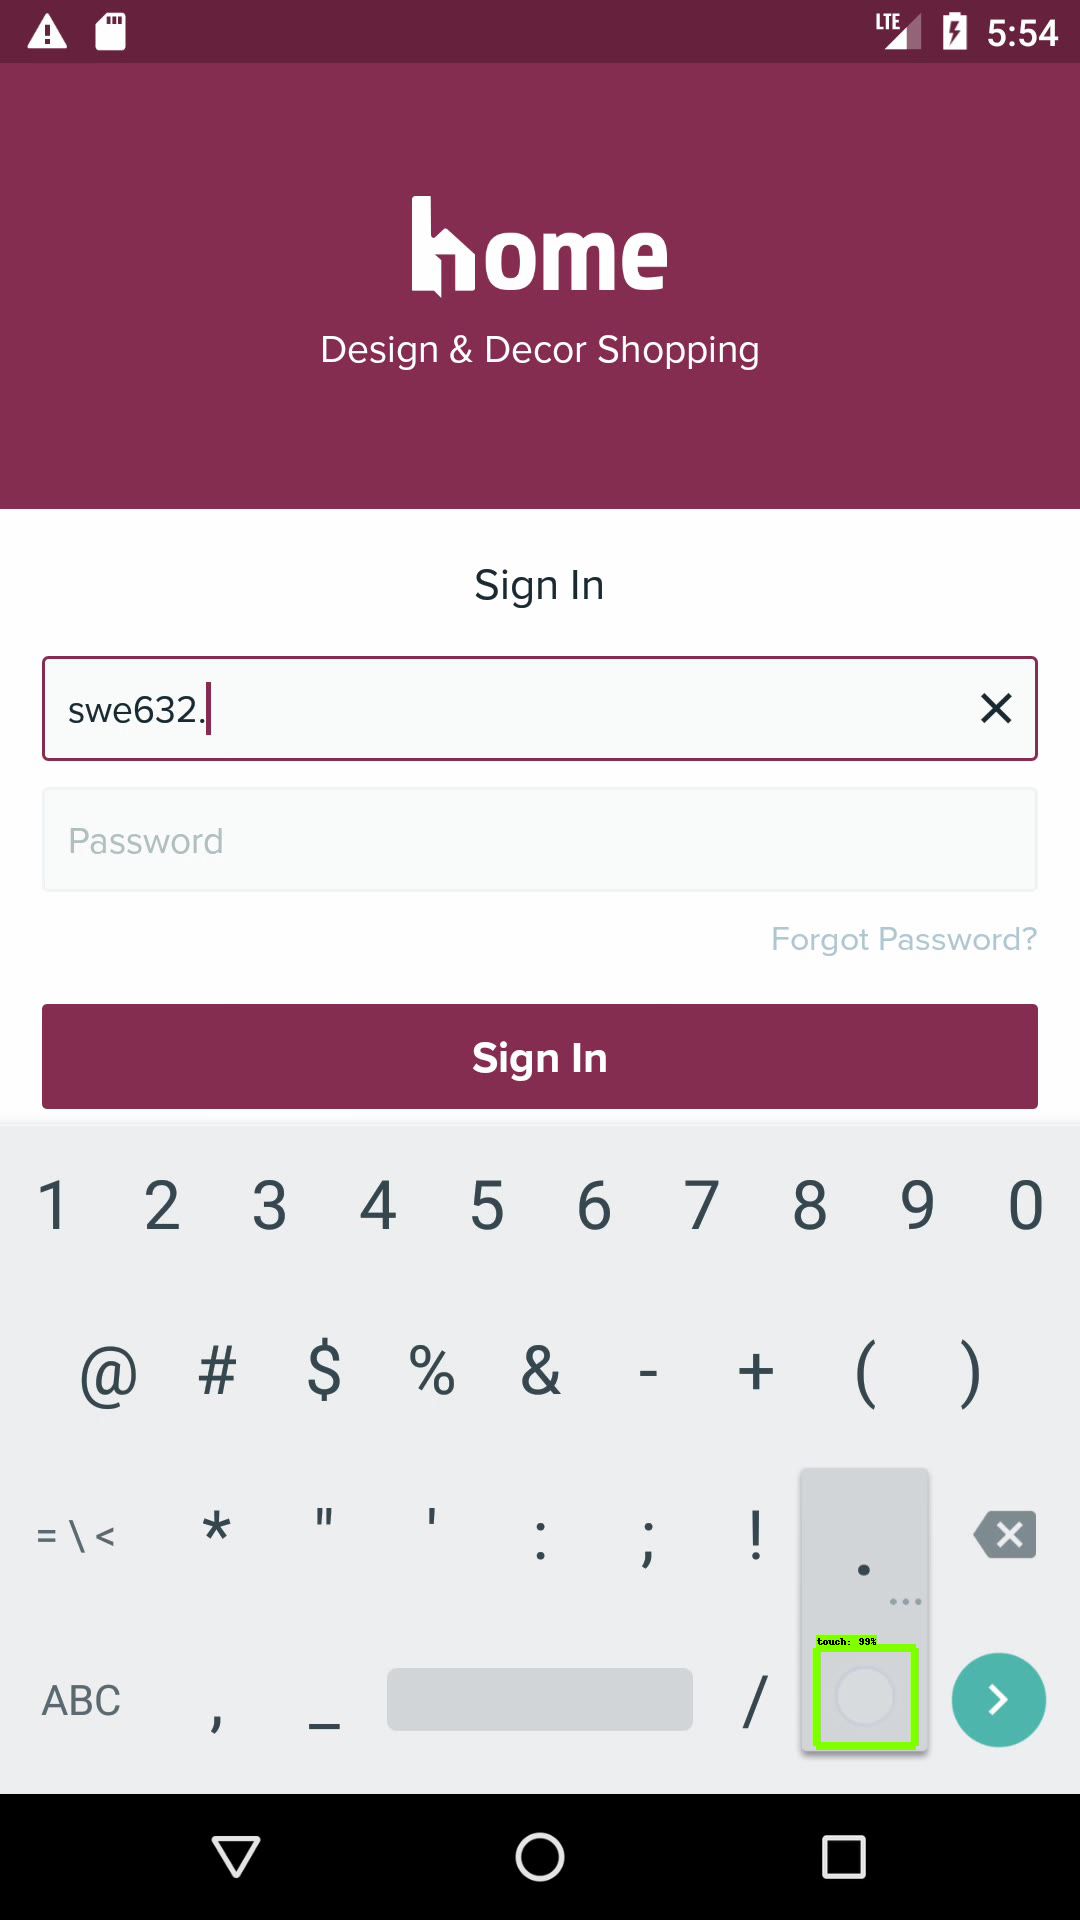 LTE 5:54
home
Design & Decor Shopping
Sign In
swe632.
Password
Forgot Password?
Sign In
1 2 3 4 5 6 7 8 9 0
@ # $ % & - + ( )
= \ < * " ' : ; ! .
...
touch: 99%
ABC , _ /